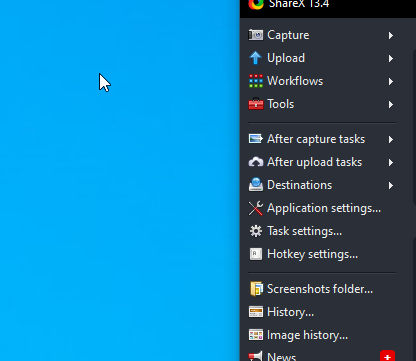 ShareX 13.4
Capture
Upload
Workflows
Tools
After capture tasks
After upload tasks
Destinations
Application settings...
Task settings...
Hotkey settings...
Screenshots folder...
History...
Image history...
News